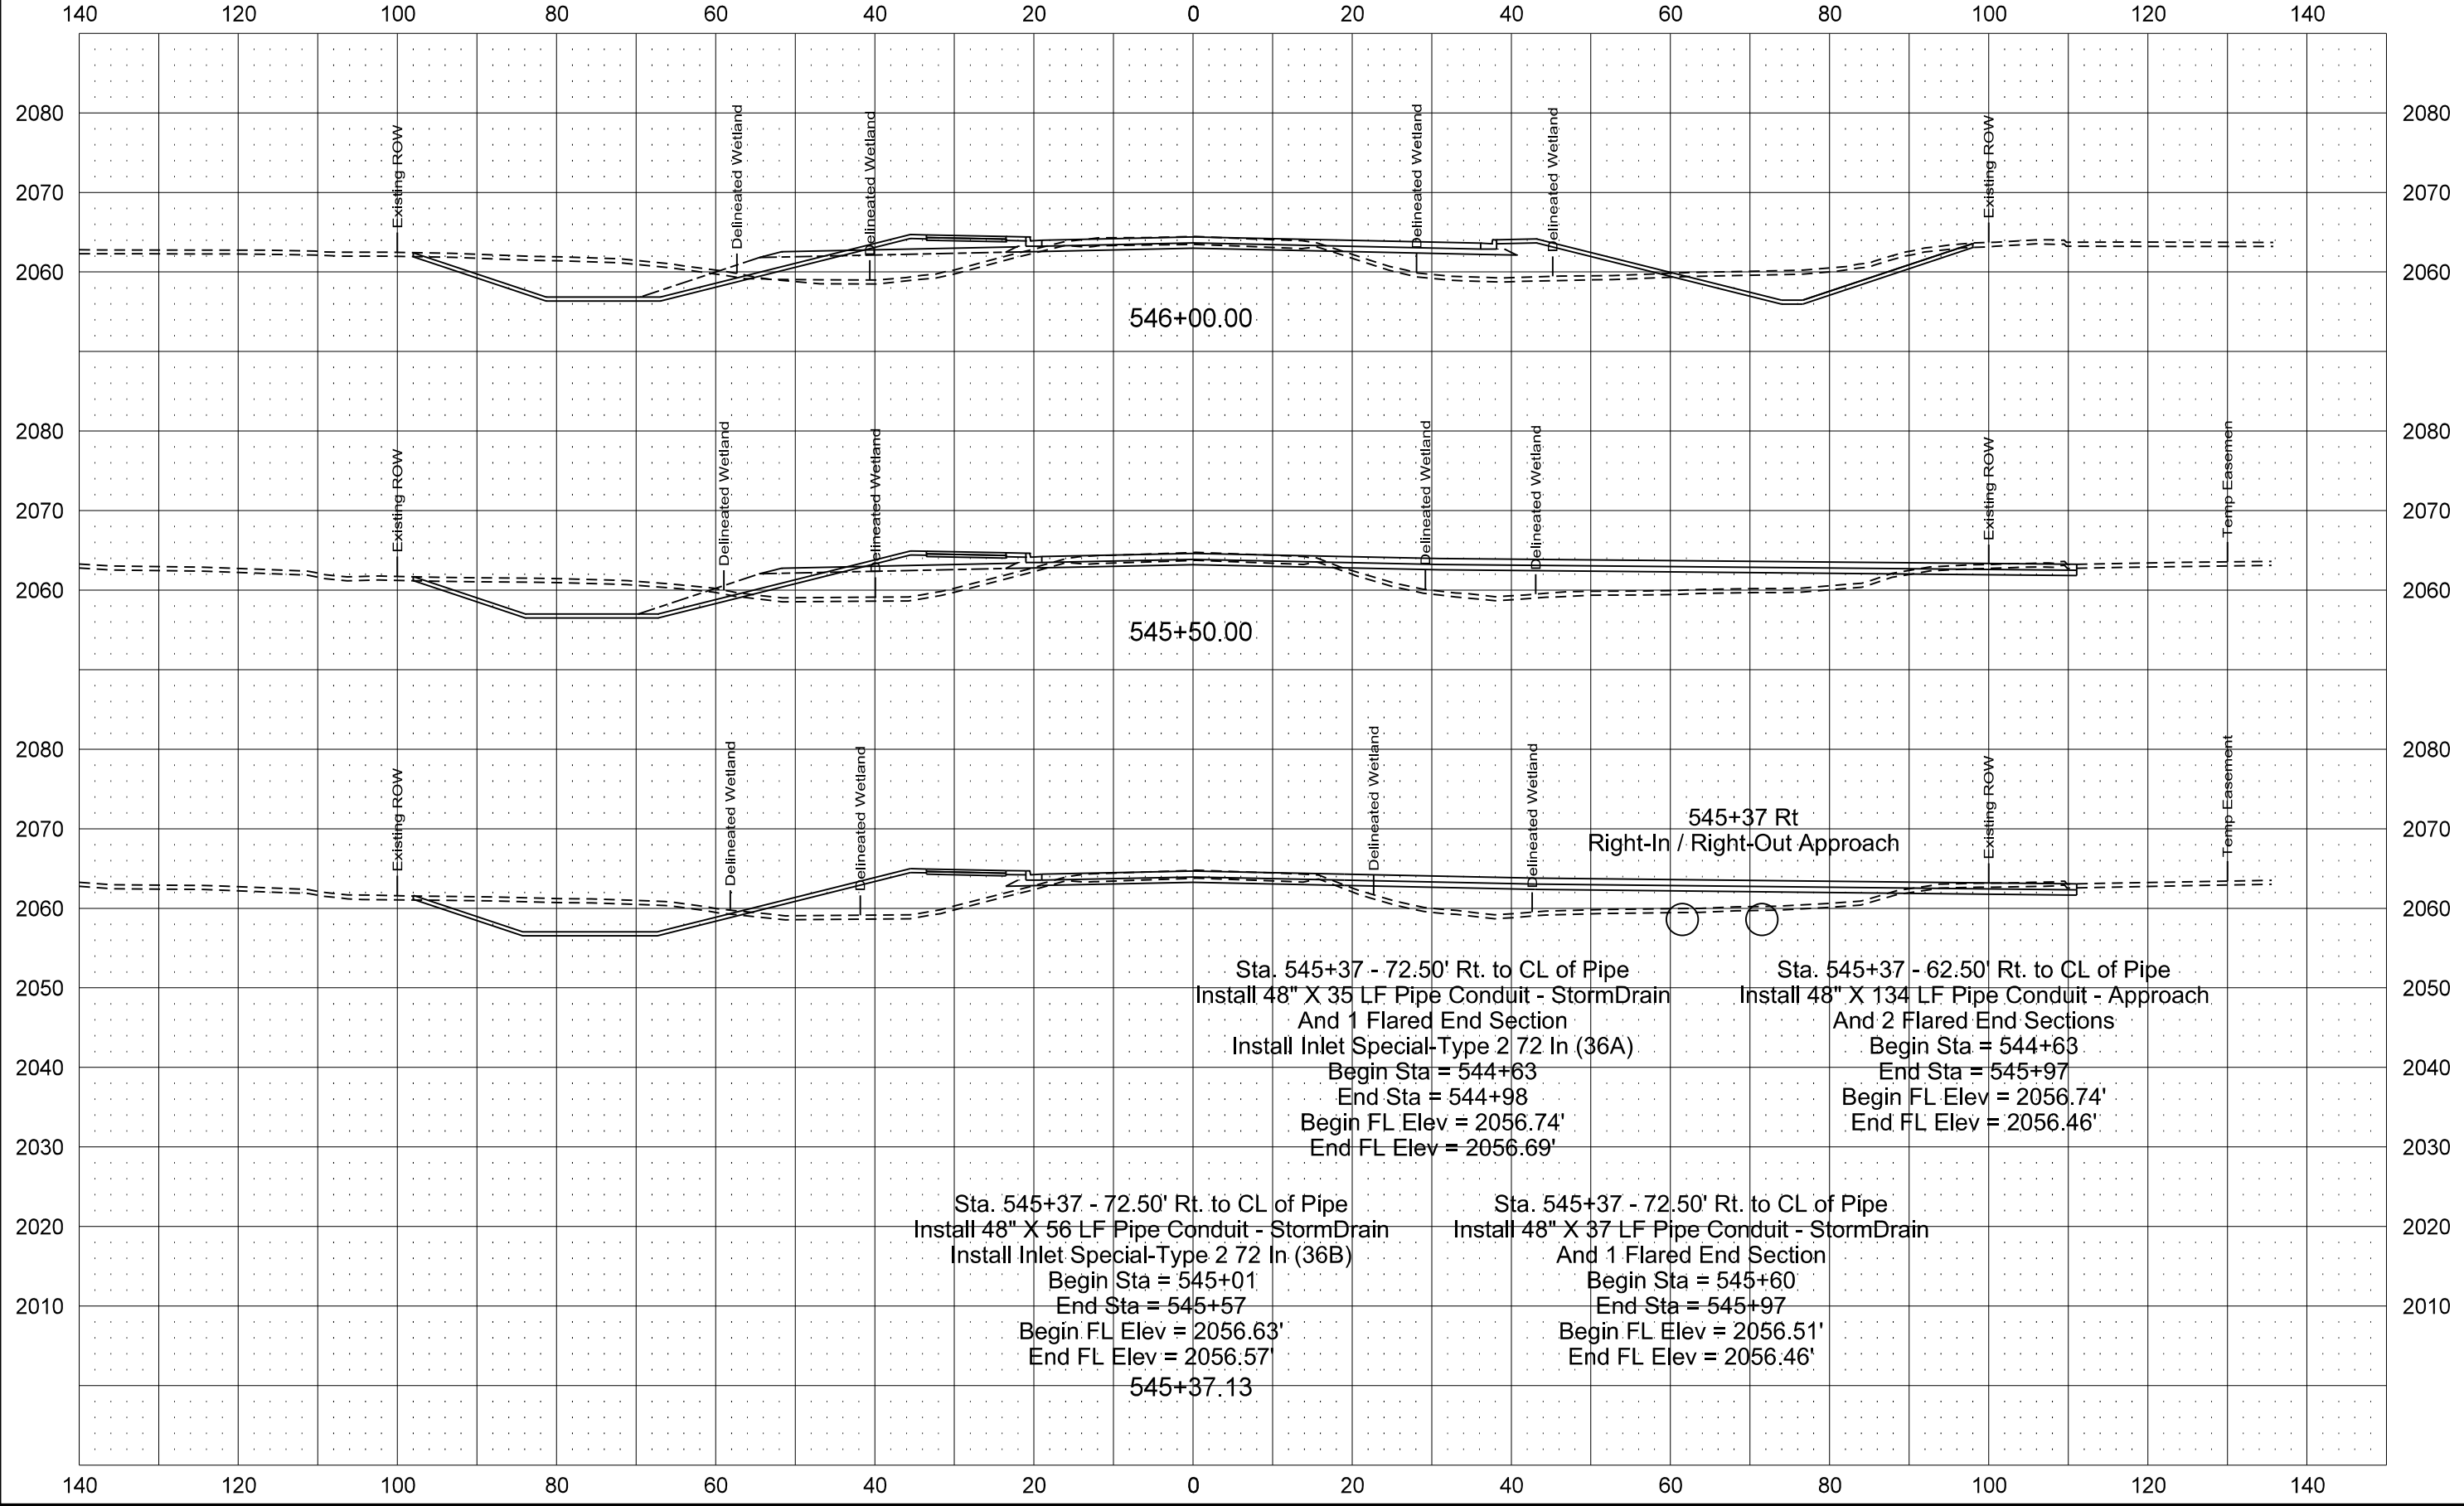 140 120 100 80 60 40 20 0 20 40 60 80 100 120 140
2080 2080
2070 2070
2060 2060
Existing ROW
Delineated Wetland
Delineated Wetland
Delineated Wetland
Delineated Wetland
Existing ROW
546+00.00
2080 2080
2070 2070
2060 2060
Existing ROW
Delineated Wetland
Delineated Wetland
Delineated Wetland
Delineated Wetland
Existing ROW
Temp Easemen
545+50.00
2080 2080
2070 2070
2060 2060
Existing ROW
Delineated Wetland
Delineated Wetland
Delineated Wetland
Delineated Wetland
Existing ROW
Temp Easement
545+37 Rt
Right-In / Right-Out Approach
2050 2050
2040 2040
2030 2030
2020 2020
2010 2010
Sta. 545+37 - 72.50' Rt. to CL of Pipe
Install 48" X 35 LF Pipe Conduit - StormDrain
And 1 Flared End Section
Install Inlet Special-Type 2 72 In (36A)
Begin Sta = 544+63
End Sta = 544+98
Begin FL Elev = 2056.74'
End FL Elev = 2056.69'
Sta. 545+37 - 62.50' Rt. to CL of Pipe
Install 48" X 134 LF Pipe Conduit - Approach
And 2 Flared End Sections
Begin Sta = 544+63
End Sta = 545+97
Begin FL Elev = 2056.74'
End FL Elev = 2056.46'
Sta. 545+37 - 72.50' Rt. to CL of Pipe
Install 48" X 56 LF Pipe Conduit - StormDrain
Install Inlet Special-Type 2 72 In (36B)
Begin Sta = 545+01
End Sta = 545+57
Begin FL Elev = 2056.63'
End FL Elev = 2056.57'
Sta. 545+37 - 72.50' Rt. to CL of Pipe
Install 48" X 37 LF Pipe Conduit - StormDrain
And 1 Flared End Section
Begin Sta = 545+60
End Sta = 545+97
Begin FL Elev = 2056.51'
End FL Elev = 2056.46'
545+37.13
140 120 100 80 60 40 20 0 20 40 60 80 100 120 140